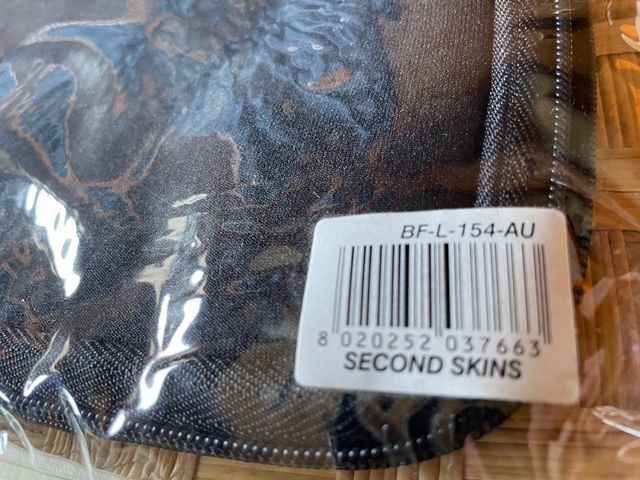 BF-L-154-AU
8 020252 037663
SECOND SKINS